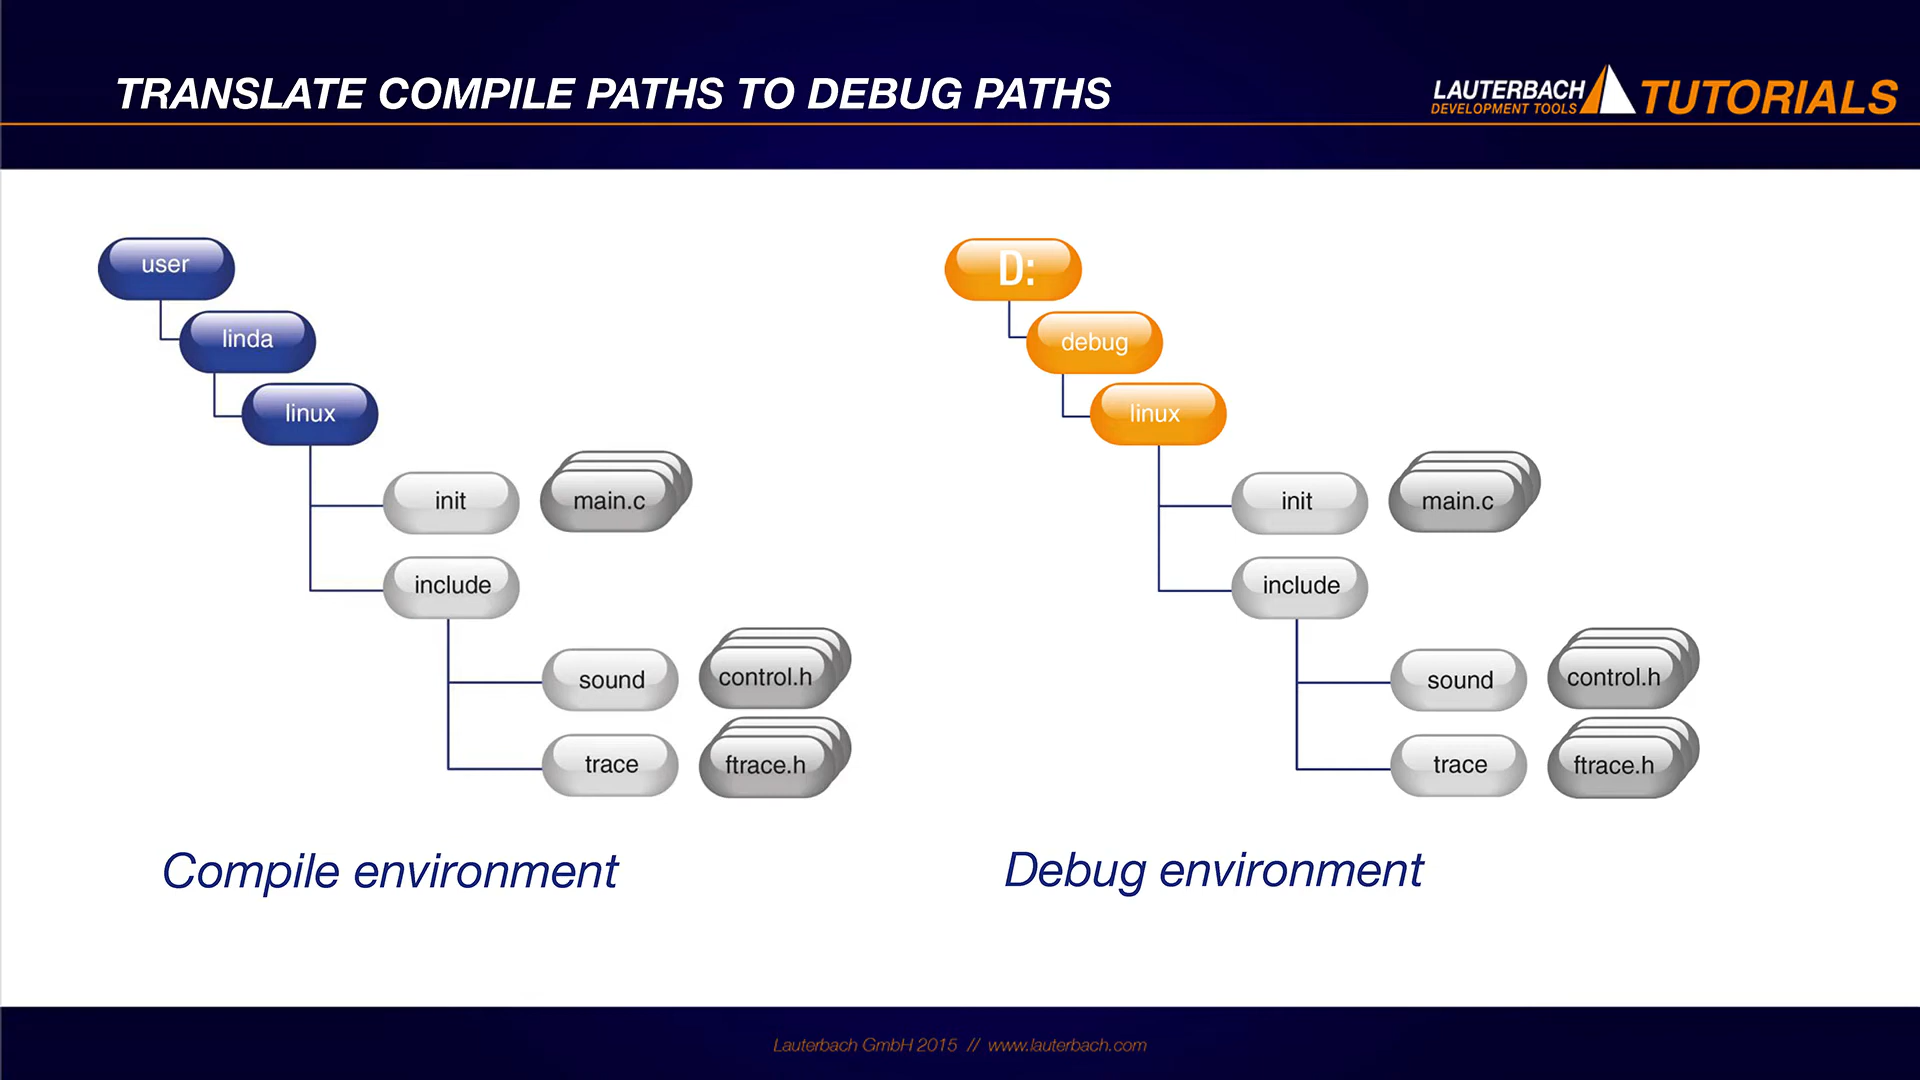 TRANSLATE COMPILE PATHS TO DEBUG PATHS
LAUTERBACH
DEVELOPMENT TOOLS
TUTORIALS
user
linda
linux
init
main.c
include
sound
control.h
trace
ftrace.h
Compile environment
D:
debug
linux
init
main.c
include
sound
control.h
trace
ftrace.h
Debug environment
Lauterbach GmbH 2015 // www.lauterbach.com